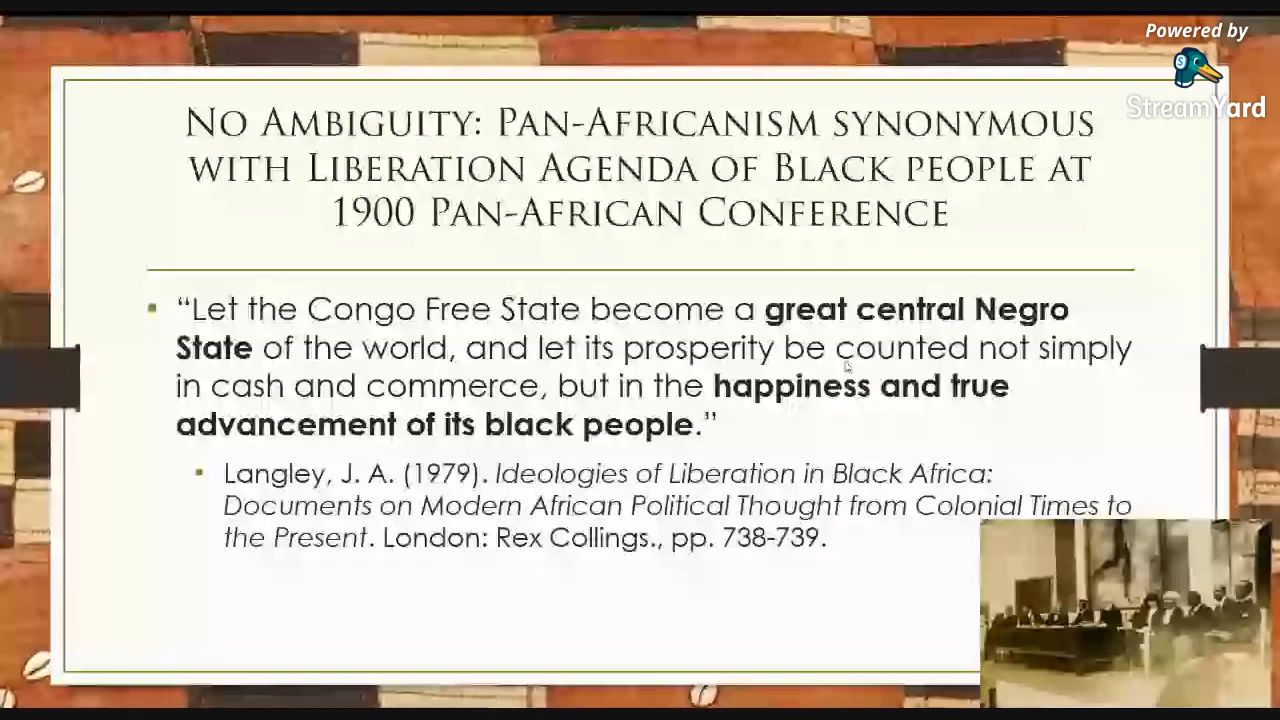 Powered by
StreamYard
No Ambiguity: Pan-Africanism synonymous
with Liberation Agenda of Black people at
1900 Pan-African Conference
“Let the Congo Free State become a great central Negro
State of the world, and let its prosperity be counted not simply
in cash and commerce, but in the happiness and true
advancement of its black people.”
Langley, J. A. (1979). Ideologies of Liberation in Black Africa:
Documents on Modern African Political Thought from Colonial Times to
the Present. London: Rex Collings., pp. 738-739.